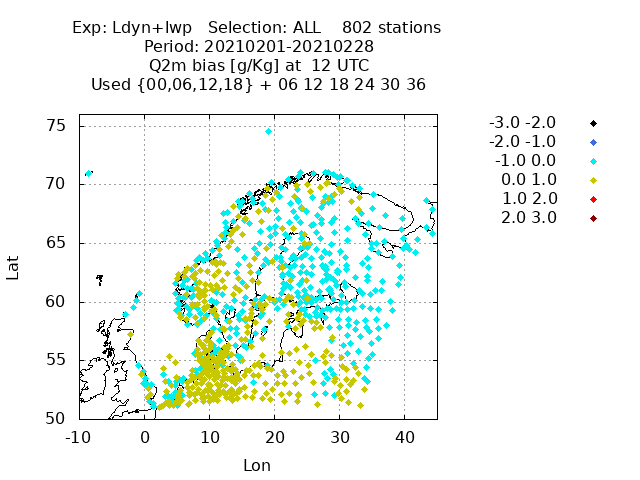 Exp: Ldyn+lwp   Selection: ALL    802 stations
Period: 20210201-20210228
Q2m bias [g/Kg] at  12 UTC
Used {00,06,12,18} + 06 12 18 24 30 36
75
70
65
60
55
50
Lat
-10 0 10 20 30 40
Lon
-3.0 -2.0
-2.0 -1.0
-1.0 0.0
0.0 1.0
1.0 2.0
2.0 3.0